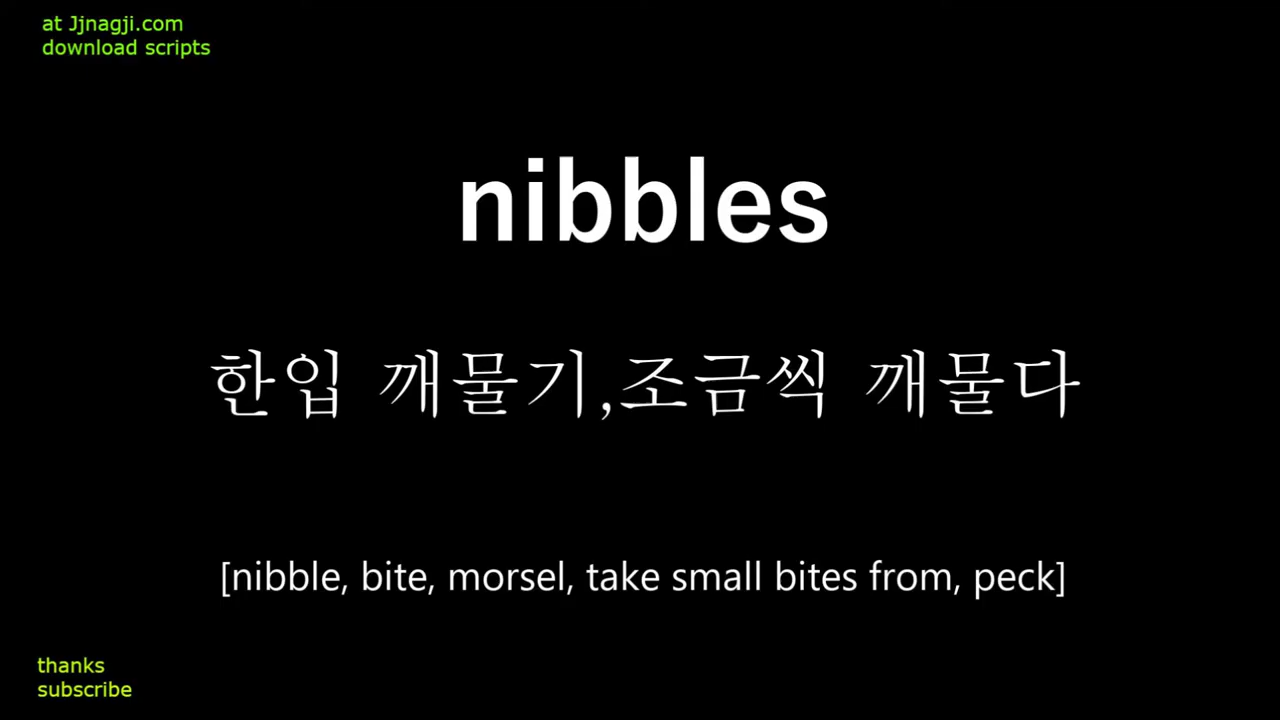 at Jjnagji.com
download scripts
nibbles
한입 깨물기,조금씩 깨물다
[nibble, bite, morsel, take small bites from, peck]
thanks
subscribe